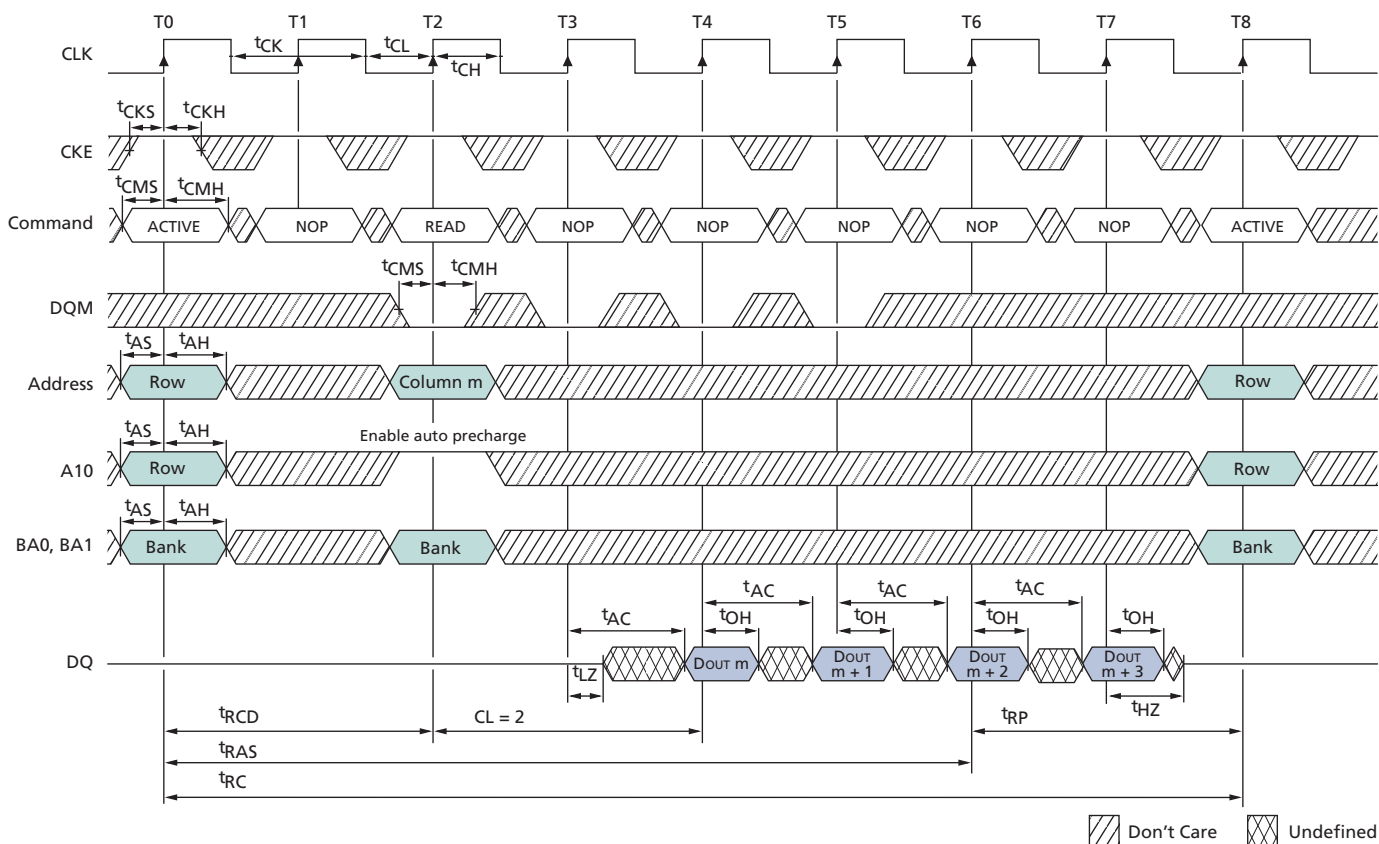 T0 T1 T2 T3 T4 T5 T6 T7 T8
CLK
tCK tCL
tCH
tCKS tCKH
CKE
tCMS tCMH
Command ACTIVE NOP READ NOP NOP NOP NOP NOP ACTIVE
tCMS tCMH
DQM
tAS tAH
Address Row Column m Row
tAS tAH Enable auto precharge
A10 Row Row
tAS tAH
BA0, BA1 Bank Bank Bank
tAC tAC tAC
tAC tOH tOH tOH tOH
DQ DOUT m DOUT m + 1 DOUT m + 2 DOUT m + 3
tLZ tHZ
tRCD CL = 2 tRP
tRAS
tRC
Don't Care Undefined